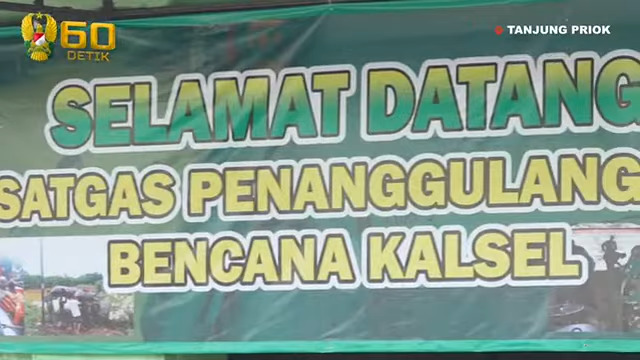 60
DETIK
TANJUNG PRIOK
SELAMAT DATANG
SATGAS PENANGGULANG
BENCANA KALSEL